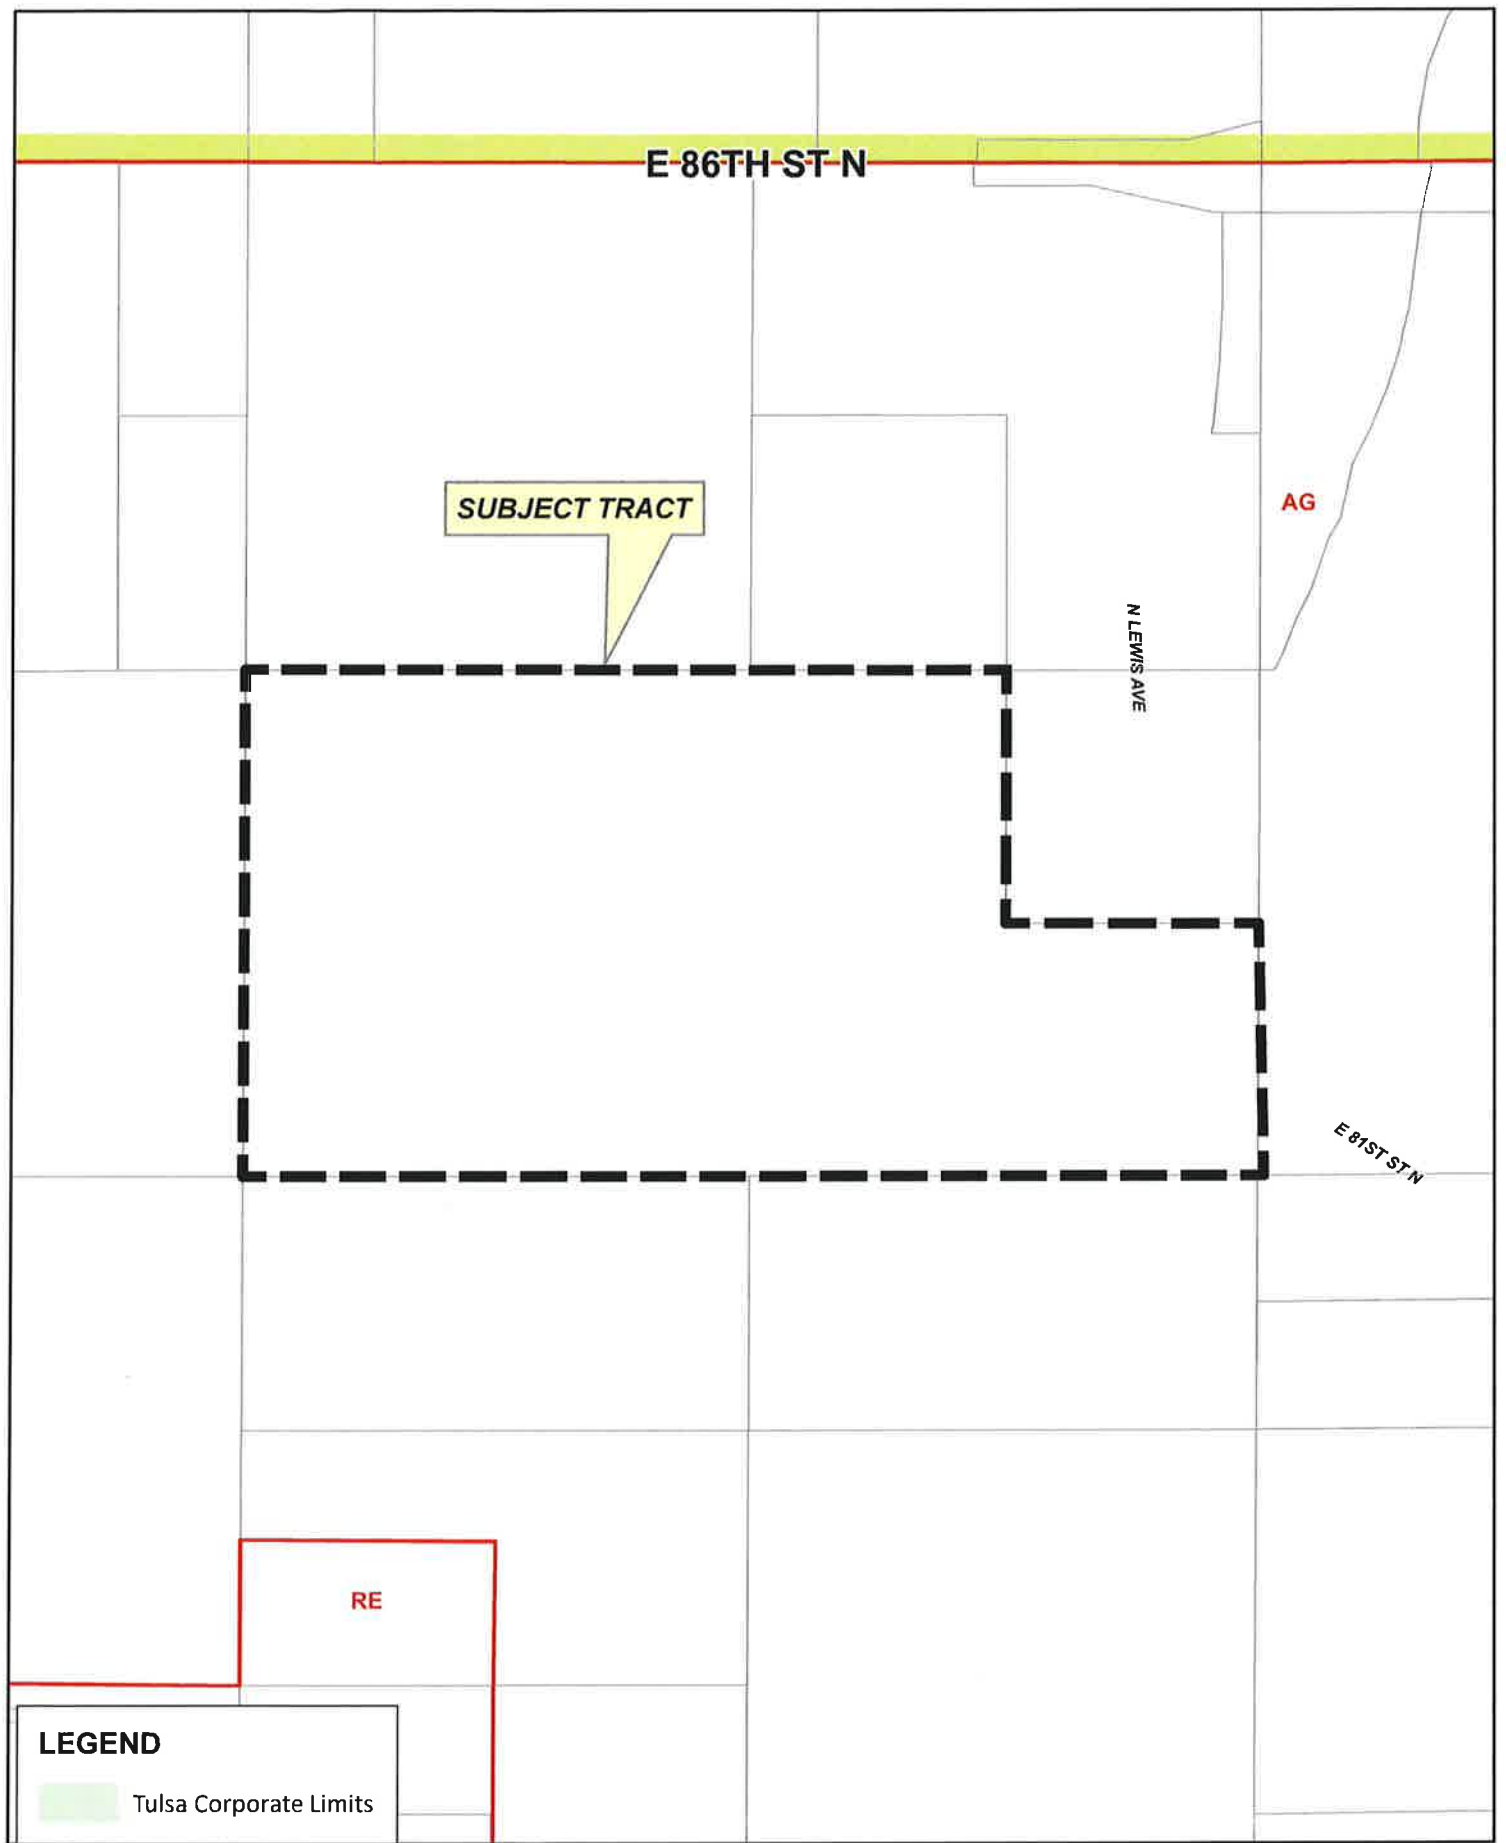 E 86TH ST N
SUBJECT TRACT
AG
N LEWIS AVE
E 81ST ST N
RE
LEGEND
Tulsa Corporate Limits